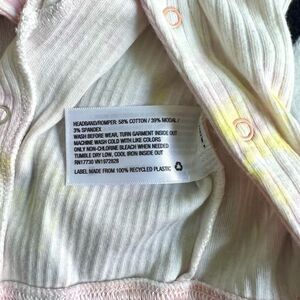 HEADBAND/ROMPER: 58% COTTON / 39% MODAL /
3% SPANDEX
WASH BEFORE WEAR, TURN GARMENT INSIDE OUT
MACHINE WASH COLD WITH LIKE COLORS
ONLY NON-CHLORINE BLEACH WHEN NEEDED
TUMBLE DRY LOW, COOL IRON INSIDE OUT
RN17730 VN1972826
LABEL MADE FROM 100% RECYCLED PLASTIC